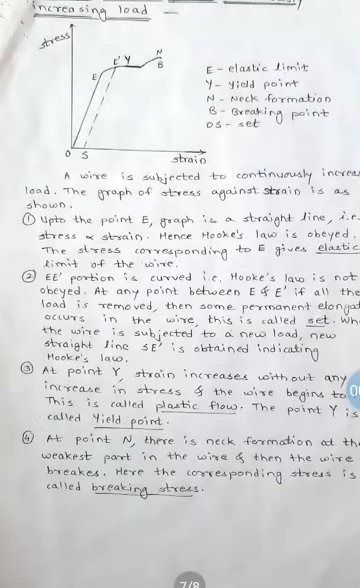 increasing load -
stress
E' Y N
E B
O S strain
E - elastic limit
Y - Yield point
N - Neck formation
B - Breaking point
OS - set
A wire is subjected to continuously increas
load. The graph of stress against strain is as
shown.
① Upto the point E, graph is a straight line, i.e.
stress ∝ strain. Hence Hooke's law is obeyed.
The stress corresponding to E gives elastic
limit of the wire.
② EE' portion is curved i.e. Hooke's law is not
obeyed. At any point between E & E' if all the
load is removed, then some permanent elongat
occurs in the wire, this is called set. Wh
the wire is subjected to a new load, new
straight line SE' is obtained indicating
Hooke's law.
③ At point Y, strain increases without any
increase in stress & the wire begins to
This is called plastic flow. The point Y is
called Yield point.
④ At point N, there is neck formation at the
weakest part in the wire & then the wire
breakes. Here the corresponding stress is
called breaking stress.
7/8